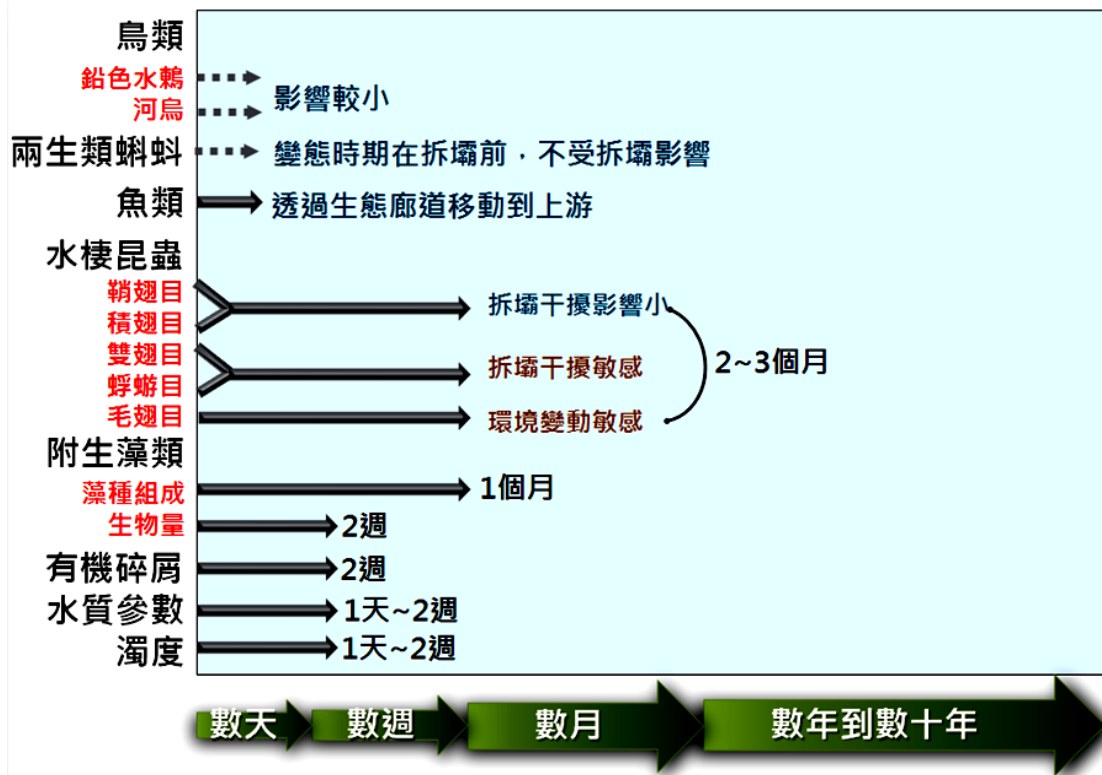 鳥類
鉛色水鶇
河烏
影響較小
兩生類蝌蚪
變態時期在拆壩前，不受拆壩影響
魚類
透過生態廊道移動到上游
水棲昆蟲
鞘翅目
積翅目
拆壩干擾影響小
雙翅目
蜉蝣目
拆壩干擾敏感
2~3個月
毛翅目
環境變動敏感
附生藻類
藻種組成
1個月
生物量
2週
有機碎屑
2週
水質參數
1天~2週
濁度
1天~2週
數天
數週
數月
數年到數十年